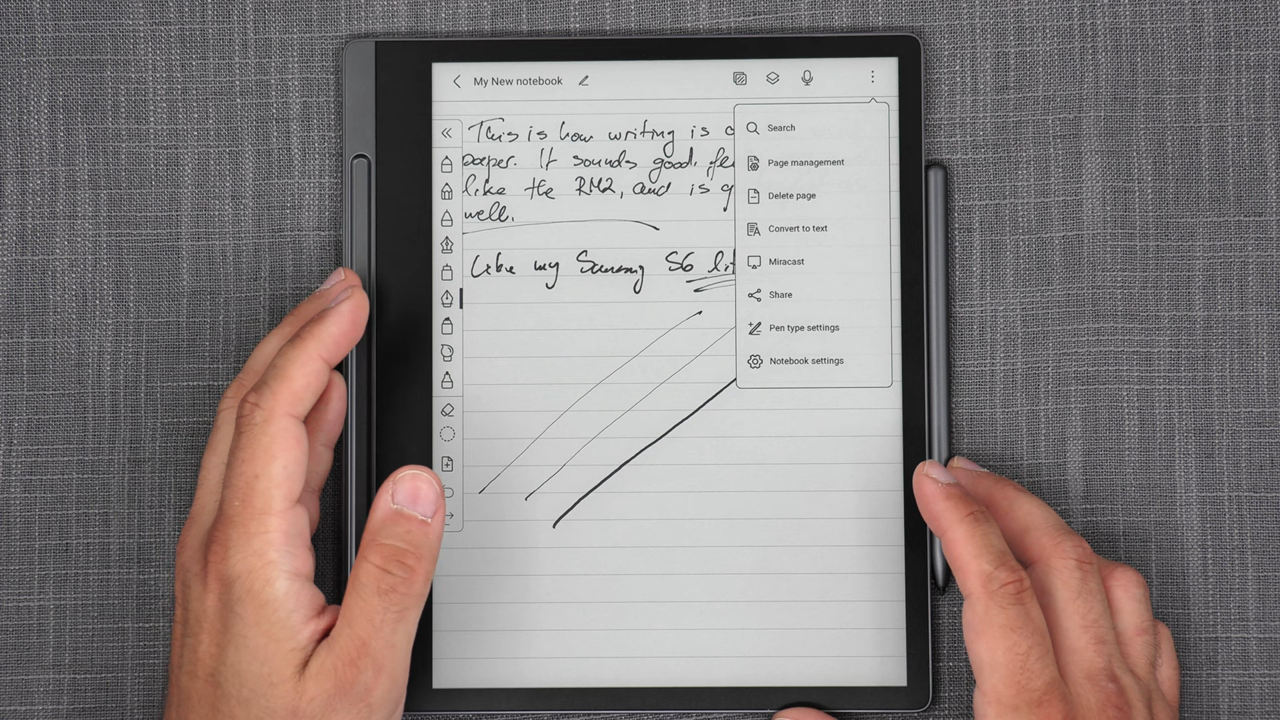 My New notebook
This is how writing is
paper. It sounds good,
like the RM2, and is
well.
Like my Samsung S6
Search
Page management
Delete page
Convert to text
Miracast
Share
Pen type settings
Notebook settings